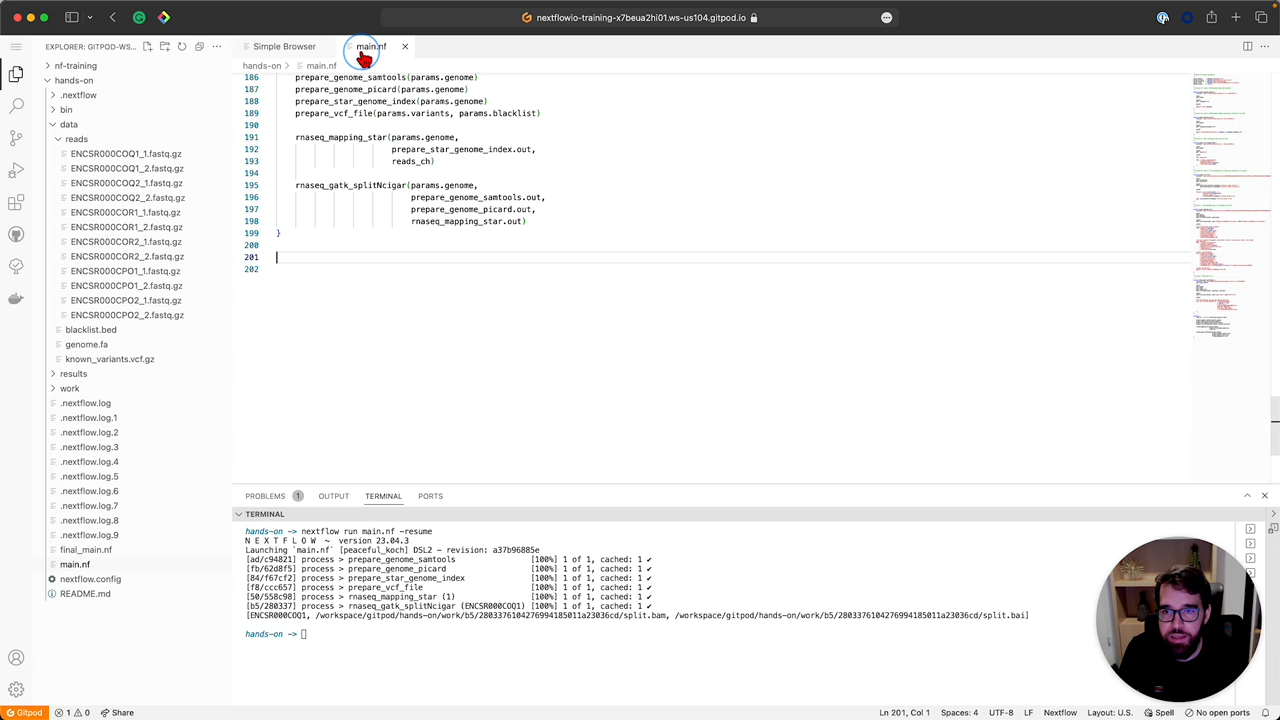 nextflowio-training-x7beua2hi01.ws-us104.gitpod.io
EXPLORER: GITPOD-WS...
Simple Browser
main.nf
nf-training
hands-on
.nextflow
bin
data
reads
ENCSR000COQ1_1.fastq.gz
ENCSR000COQ1_2.fastq.gz
ENCSR000COQ2_1.fastq.gz
ENCSR000COQ2_2.fastq.gz
ENCSR000COR1_1.fastq.gz
ENCSR000COR1_2.fastq.gz
ENCSR000COR2_1.fastq.gz
ENCSR000COR2_2.fastq.gz
ENCSR000CPO1_1.fastq.gz
ENCSR000CPO1_2.fastq.gz
ENCSR000CPO2_1.fastq.gz
ENCSR000CPO2_2.fastq.gz
blacklist.bed
genome.fa
known_variants.vcf.gz
results
work
.nextflow.log
.nextflow.log.1
.nextflow.log.2
.nextflow.log.3
.nextflow.log.4
.nextflow.log.5
.nextflow.log.6
.nextflow.log.7
.nextflow.log.8
.nextflow.log.9
final_main.nf
main.nf
nextflow.config
README.md
hands-on > main.nf
186 prepare_genome_samtools(params.genome)
187 prepare_genome_picard(params.genome)
188 prepare_star_genome_index(params.genome)
189 prepare_vcf_file(params.variants, params.denylist)
190
191 rnaseq_mapping_star(params.genome,
192 prepare_star_genome_index.out,
193 reads_ch)
194
195 rnaseq_gatk_splitNcigar(params.genome,
196 prepare_genome_samtools.out,
197 prepare_genome_picard.out,
198 rnaseq_mapping_star.out)
199 }
200
201
202
PROBLEMS 1 OUTPUT TERMINAL PORTS
TERMINAL
hands-on -> nextflow run main.nf -resume
N E X T F L O W ~ version 23.04.3
Launching `main.nf` [peaceful_koch] DSL2 - revision: a37b96885e
[ad/c94821] process > prepare_genome_samtools [100%] 1 of 1, cached: 1 ✔
[fb/62d8f5] process > prepare_genome_picard [100%] 1 of 1, cached: 1 ✔
[84/f67cf2] process > prepare_star_genome_index [100%] 1 of 1, cached: 1 ✔
[f8/ccc657] process > prepare_vcf_file [100%] 1 of 1, cached: 1 ✔
[50/558c98] process > rnaseq_mapping_star (1) [100%] 1 of 1, cached: 1 ✔
[b5/280337] process > rnaseq_gatk_splitNcigar (ENCSR000COQ1) [100%] 1 of 1, cached: 1 ✔
[ENCSR000COQ1, /workspace/gitpod/hands-on/work/b5/280337610427699418501 1a23036cd/split.bam, /workspace/gitpod/hands-on/work/b5/2803376104276994185011a23036cd/split.bai]
hands-on ->
Gitpod 1 0 Share
Ln 201, Col 1 Spaces: 4 UTF-8 LF Nextflow Layout: U.S. Spell No open ports